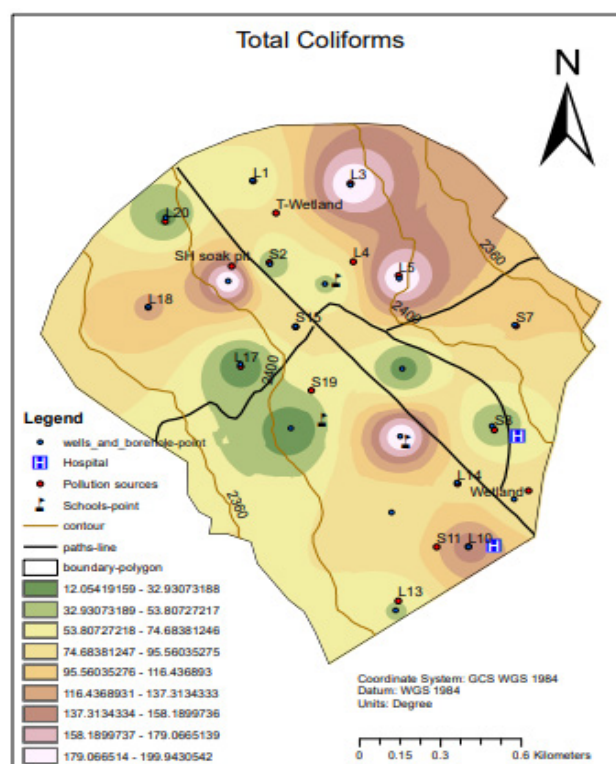 Total Coliforms
N
L1
L3
L20
T-Wetland
2360
SH soak pit
S2
L4
L5
L18
2400
S7
S15
L17
2400
S19
S8
H
L14
Wetland
2360
S11
L10
H
L13
Legend
wells_and_borehole-point
H Hospital
Pollution sources
Schools-point
contour
paths-line
boundary-polygon
12.05419159 - 32.93073188
32.93073189 - 53.80727217
53.80727218 - 74.68381246
74.68381247 - 95.56035275
95.56035276 - 116.436893
116.4368931 - 137.3134333
137.3134334 - 158.1899736
158.1899737 - 179.0665139
179.066514 - 199.9430542
Coordinate System: GCS WGS 1984
Datum: WGS 1984
Units: Degree
0 0.15 0.3 0.6 Kilometers